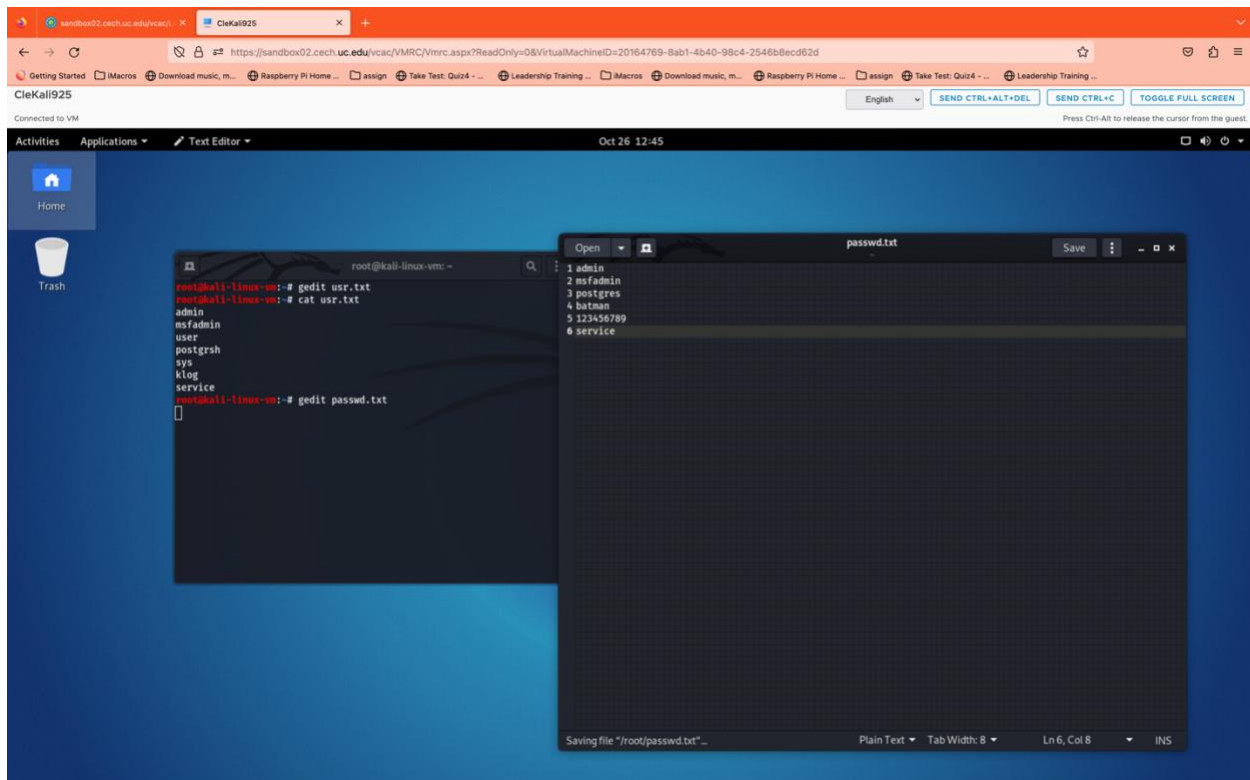 sandbox02.cech.uc.edu/vcac/
CleKali925
https://sandbox02.cech.uc.edu/vcac/VMRC/Vmrc.aspx?ReadOnly=0&VirtualMachineID=20164769-8ab1-4b40-98c4-2546b8ecd62d
Getting Started iMacros Download music, m... Raspberry Pi Home ... assign Take Test: Quiz4 - ... Leadership Training ... iMacros Download music, m... Raspberry Pi Home ... assign Take Test: Quiz4 - ... Leadership Training ...
CleKali925
English SEND CTRL+ALT+DEL SEND CTRL+C TOGGLE FULL SCREEN
Connected to VM
Press Ctrl-Alt to release the cursor from the guest.
Activities Applications Text Editor Oct 26 12:45
Home
Trash
root@kali-linux-vm: ~
root@kali-linux-vm:~# gedit usr.txt
root@kali-linux-vm:~# cat usr.txt
admin
msfadmin
user
postgrsh
sys
klog
service
root@kali-linux-vm:~# gedit passwd.txt
Open passwd.txt Save
1 admin
2 msfadmin
3 postgres
4 batman
5 123456789
6 service
Saving file "/root/passwd.txt"... Plain Text Tab Width: 8 Ln 6, Col 8 INS